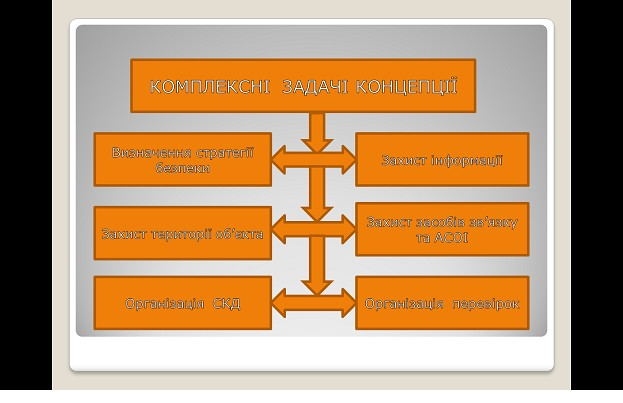 КОМПЛЕКСНІ ЗАДАЧІ КОНЦЕПЦІЇ
Визначення стратегії
безпеки
Захист інформації
Захист території об'єкта
Захист засобів зв'язку
та АСОІ
Організація СКД
Організація перевірок